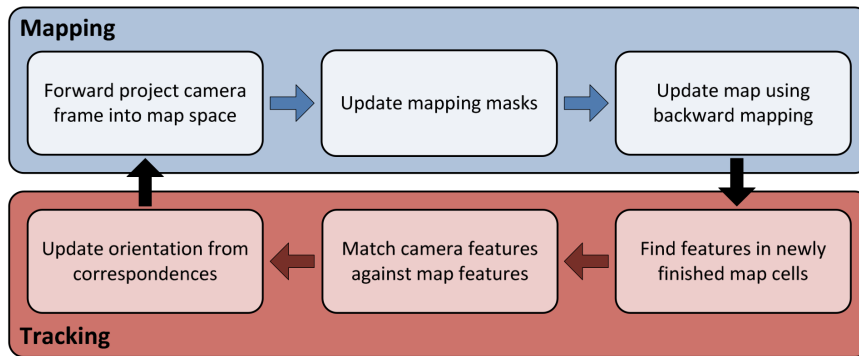 Mapping
Forward project camera
frame into map space
Update mapping masks
Update map using
backward mapping
Update orientation from
correspondences
Match camera features
against map features
Find features in newly
finished map cells
Tracking